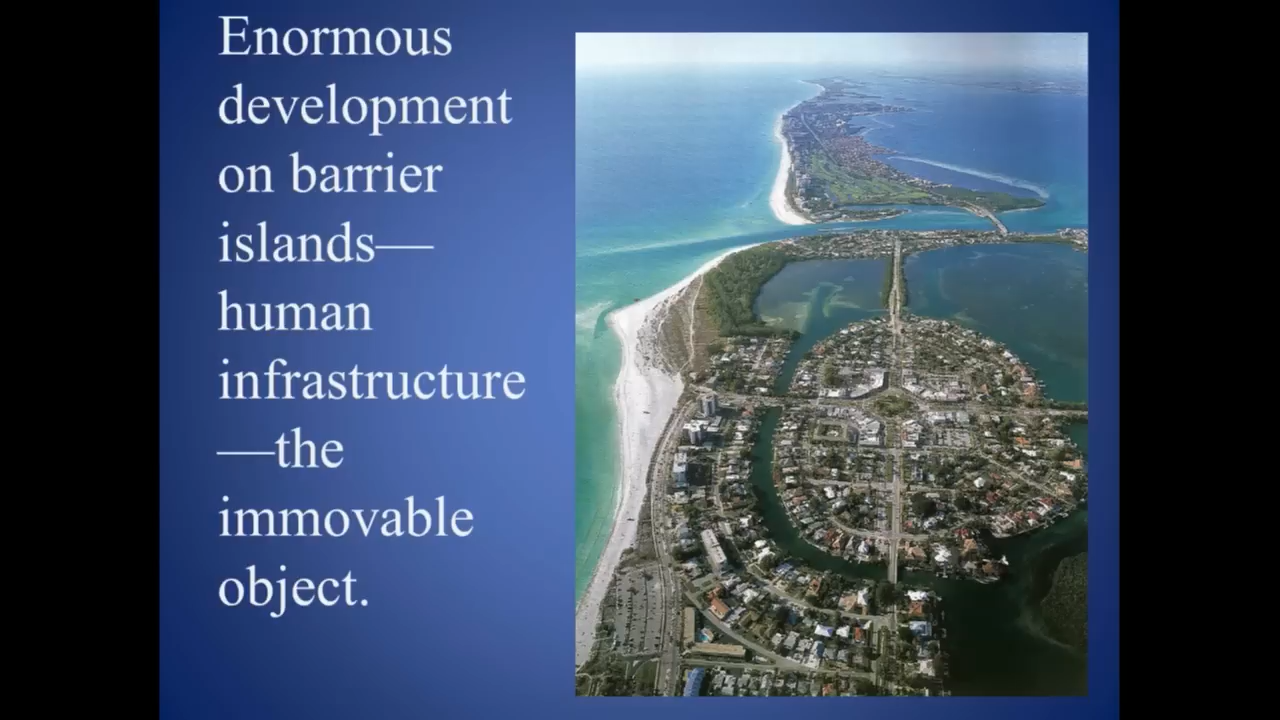 Enormous
development
on barrier
islands—
human
infrastructure
—the
immovable
object.